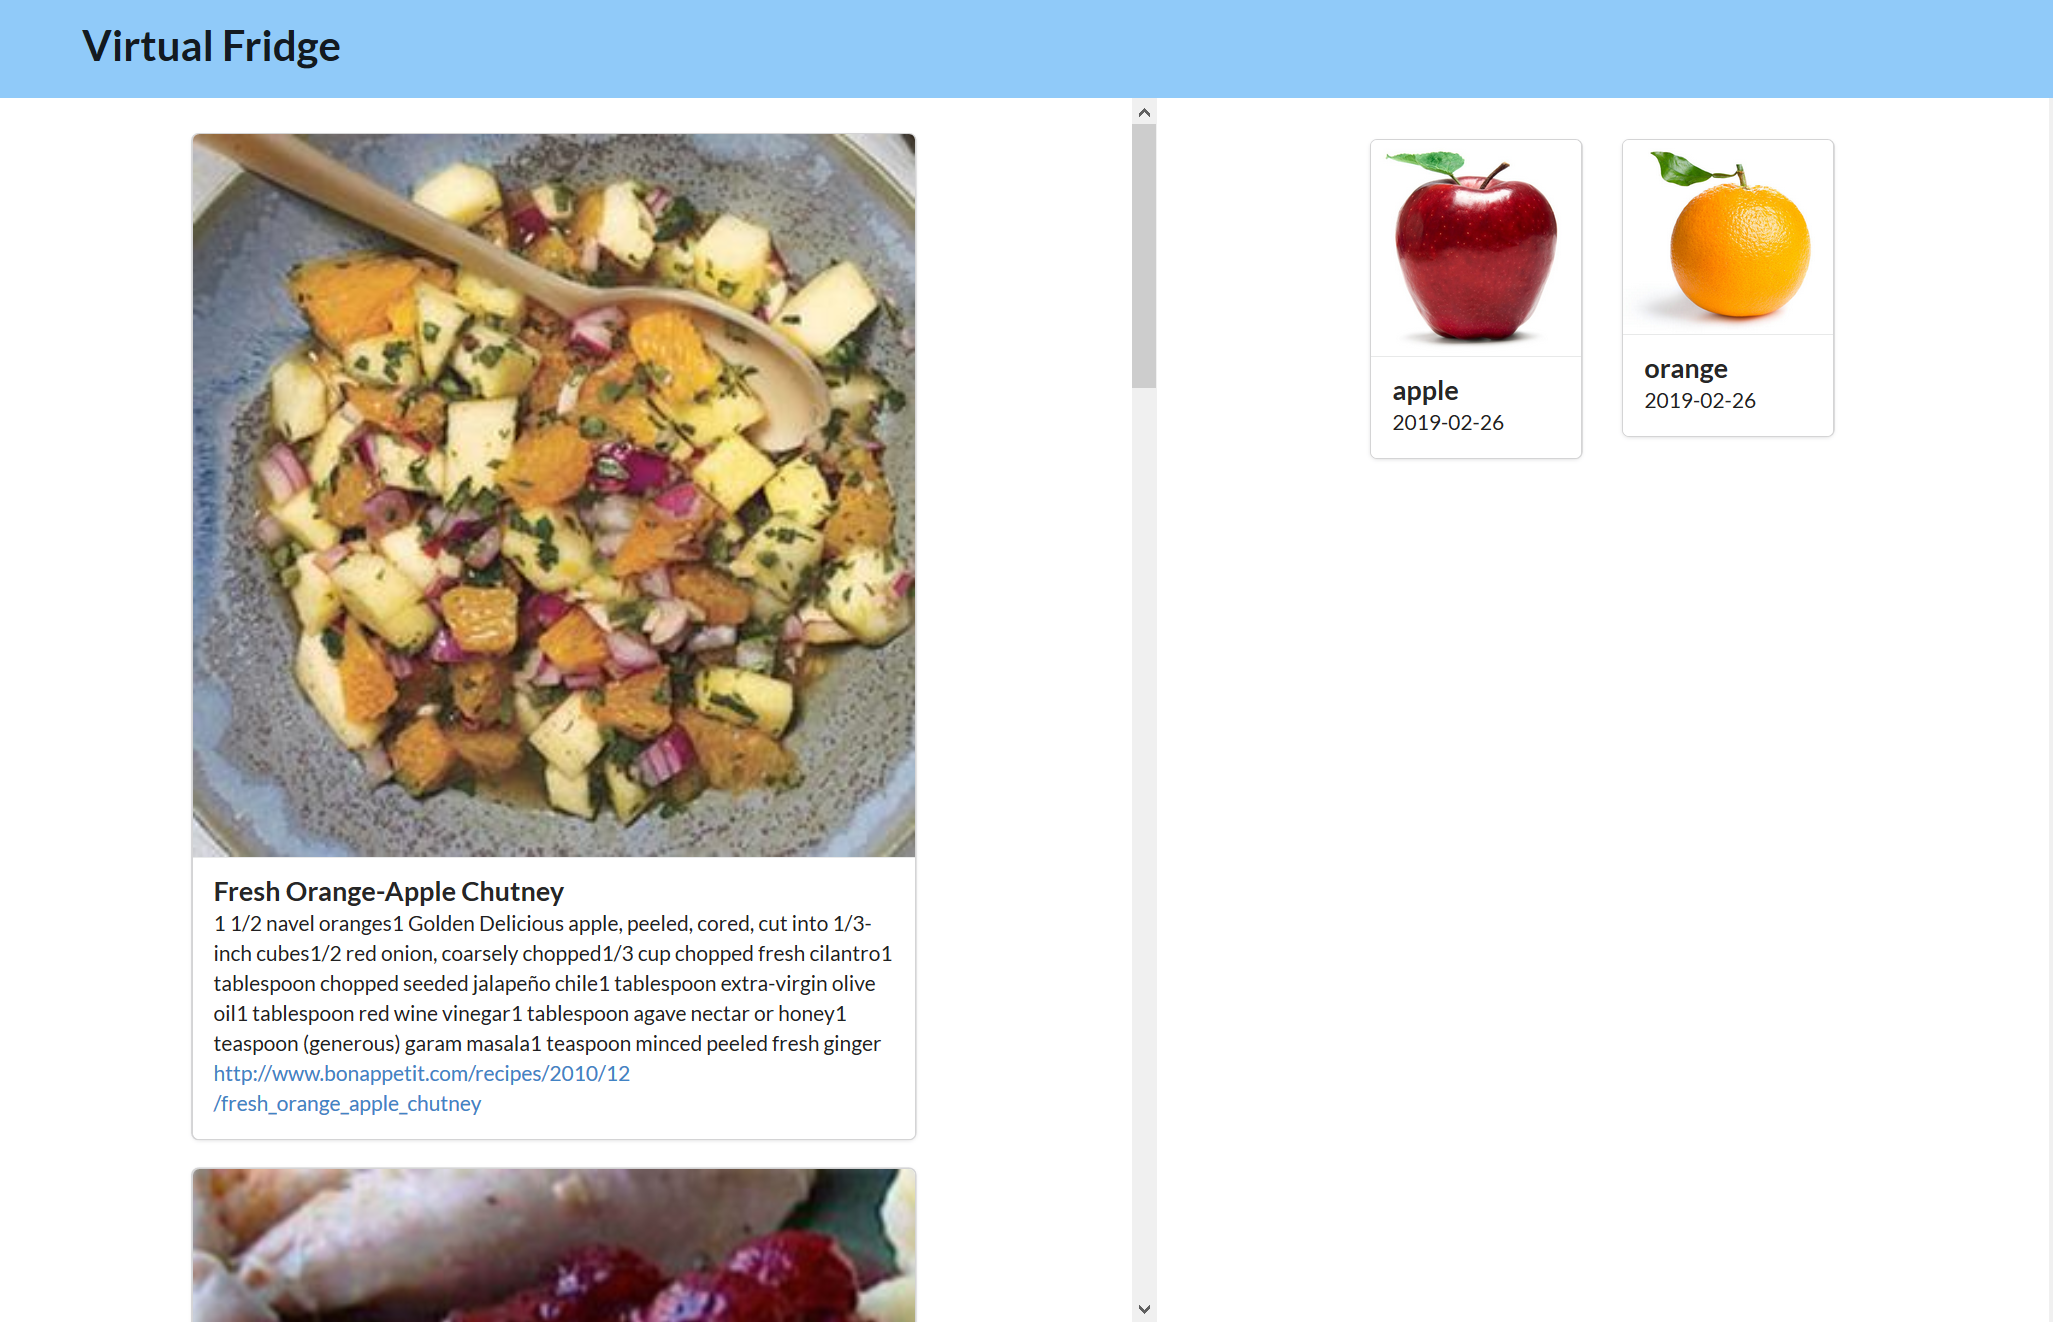 Virtual Fridge
Fresh Orange-Apple Chutney
1 1/2 navel oranges1 Golden Delicious apple, peeled, cored, cut into 1/3-
inch cubes1/2 red onion, coarsely chopped1/3 cup chopped fresh cilantro1
tablespoon chopped seeded jalapeño chile1 tablespoon extra-virgin olive
oil1 tablespoon red wine vinegar1 tablespoon agave nectar or honey1
teaspoon (generous) garam masala1 teaspoon minced peeled fresh ginger
http://www.bonappetit.com/recipes/2010/12
/fresh_orange_apple_chutney
apple
2019-02-26
orange
2019-02-26